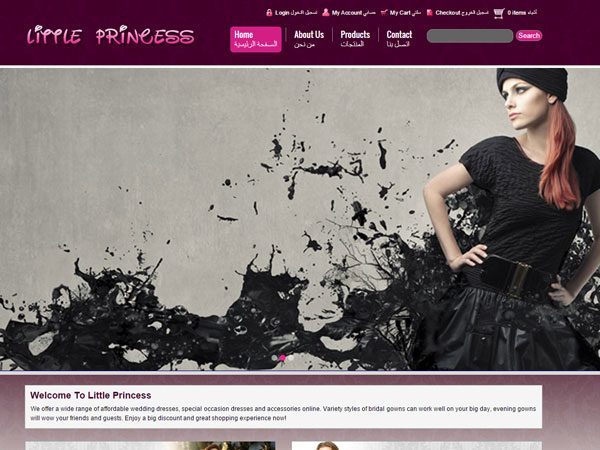 Login تسجيل الدخول My Account حسابي My Cart سلتي Checkout تسجيل الخروج 0 items أشياء
LITTLE PRINCESS
Home About Us Products Contact
الصفحة الرئيسية من نحن المنتجات اتصل بنا
Search
Welcome To Little Princess
We offer a wide range of affordable wedding dresses, special occasion dresses and accessories online. Variety styles of bridal gowns can work well on your big day, evening gowns
will wow your friends and guests. Enjoy a big discount and great shopping experience now!